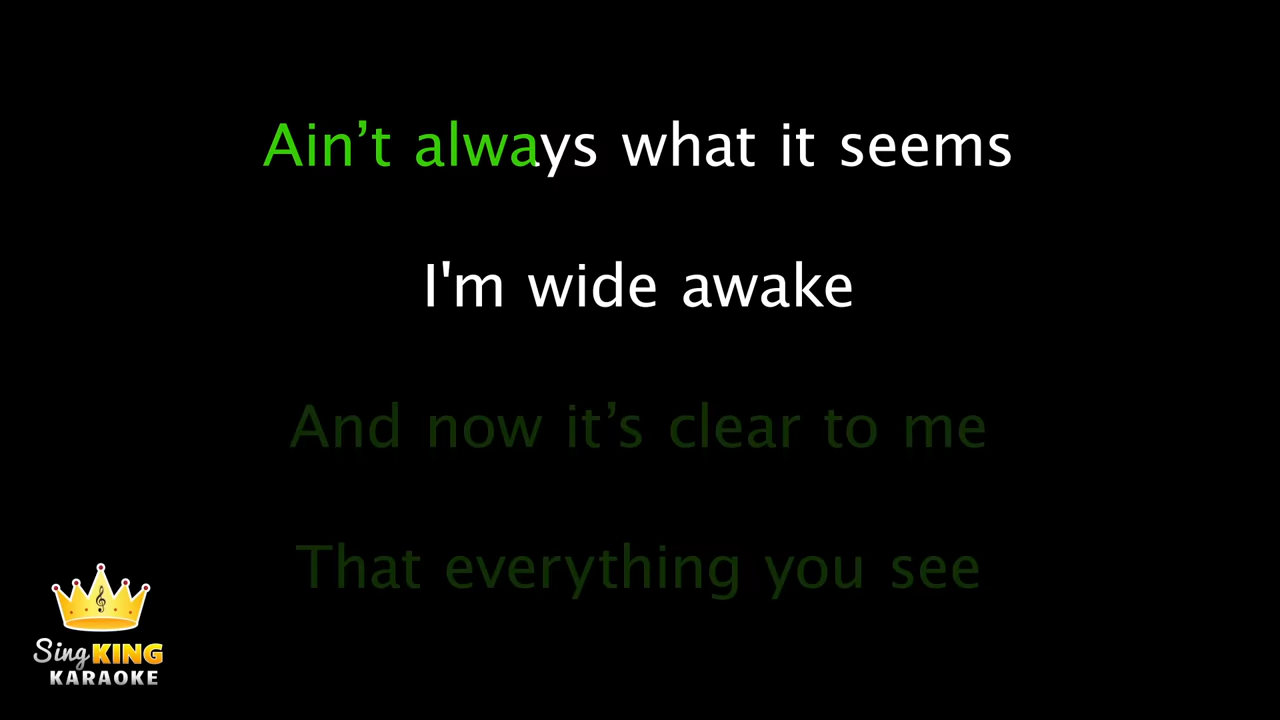 Ain’t always what it seems
I'm wide awake
And now it’s clear to me
That everything you see
Sing KING
KARAOKE